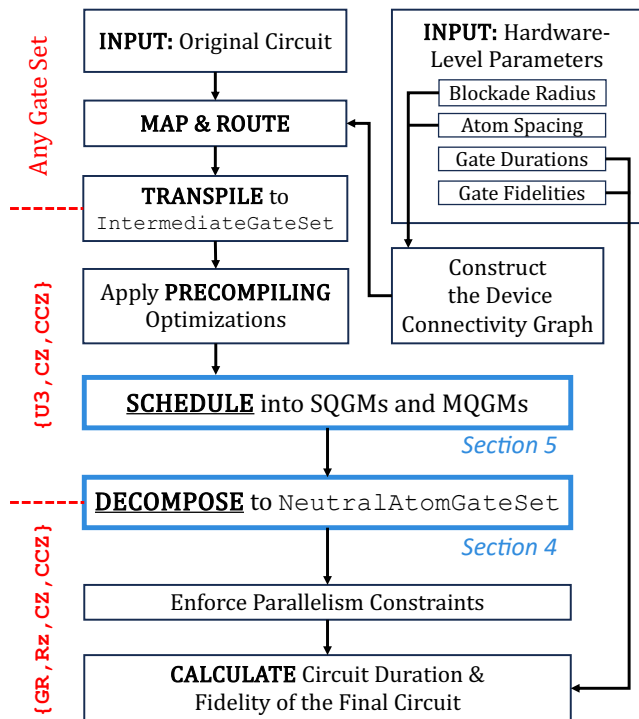 INPUT: Original Circuit
MAP & ROUTE
TRANSPILE to
IntermediateGateSet
Apply PRECOMPILING
Optimizations
INPUT: Hardware-
Level Parameters
Blockade Radius
Atom Spacing
Gate Durations
Gate Fidelities
Construct
the Device
Connectivity Graph
SCHEDULE into SQGMs and MQGMs
Section 5
DECOMPOSE to NeutralAtomGateSet
Section 4
Enforce Parallelism Constraints
CALCULATE Circuit Duration &
Fidelity of the Final Circuit
Any Gate Set
{U3, CZ, CCZ}
{GR, Rz, CZ, CCZ}